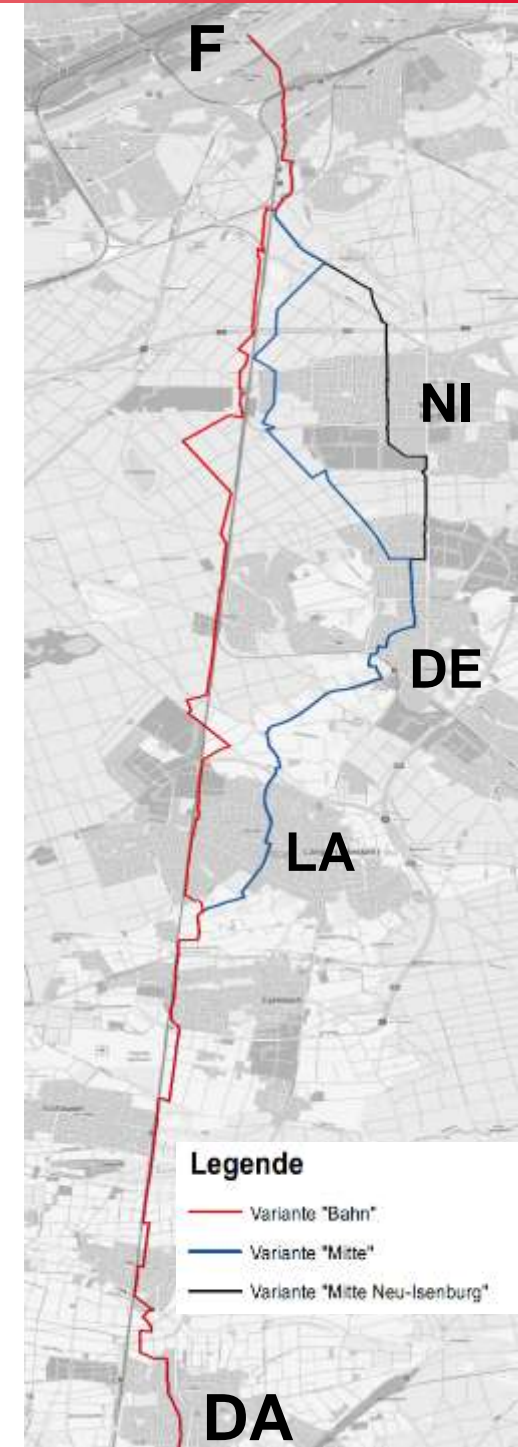 F
NI
DE
LA
Legende
Variante "Bahn"
Variante "Mitte"
Variante "Mitte Neu-Isenburg"
DA